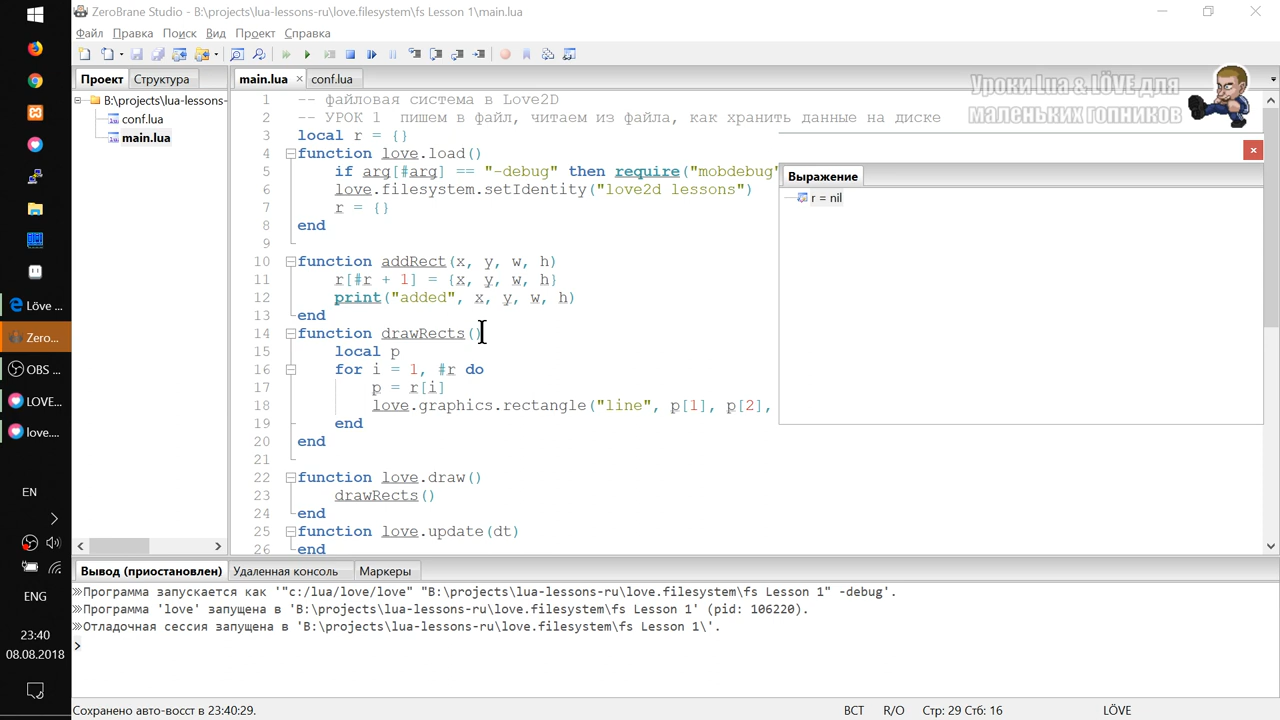 ZeroBrane Studio - B:\projects\lua-lessons-ru\love.filesystem\fs Lesson 1\main.lua
Файл Правка Поиск Вид Проект Справка
Проект Структура main.lua conf.lua
Уроки Lua & LÖVE для
маленьких гопников
B:\projects\lua-lessons-
conf.lua
main.lua
1 -- файловая система в Love2D
2 -- УРОК 1 пишем в файл, читаем из файла, как хранить данные на диске
3 local r = {}
4 function love.load()
5 if arg[#arg] == "-debug" then require("mobdebug"
6 love.filesystem.setIdentity("love2d lessons")
7 r = {}
8 end
9
10 function addRect(x, y, w, h)
11 r[#r + 1] = {x, y, w, h}
12 print("added", x, y, w, h)
13 end
14 function drawRects()
15 local p
16 for i = 1, #r do
17 p = r[i]
18 love.graphics.rectangle("line", p[1], p[2],
19 end
20 end
21
22 function love.draw()
23 drawRects()
24 end
25 function love.update(dt)
26 end
Выражение
r = nil
Löve ...
Zero...
OBS ...
LOVE...
love....
EN
ENG
23:40
08.08.2018
Вывод (приостановлен) Удаленная консоль Маркеры
Программа запускается как '"c:/lua/love/love" "B:\projects\lua-lessons-ru\love.filesystem\fs Lesson 1" -debug'.
Программа 'love' запущена в 'B:\projects\lua-lessons-ru\love.filesystem\fs Lesson 1' (pid: 106220).
Отладочная сессия запущена в 'B:\projects\lua-lessons-ru\love.filesystem\fs Lesson 1\'.
>
Сохранено авто-восст в 23:40:29. ВСТ R/O Стр: 29 Стб: 16 LÖVE